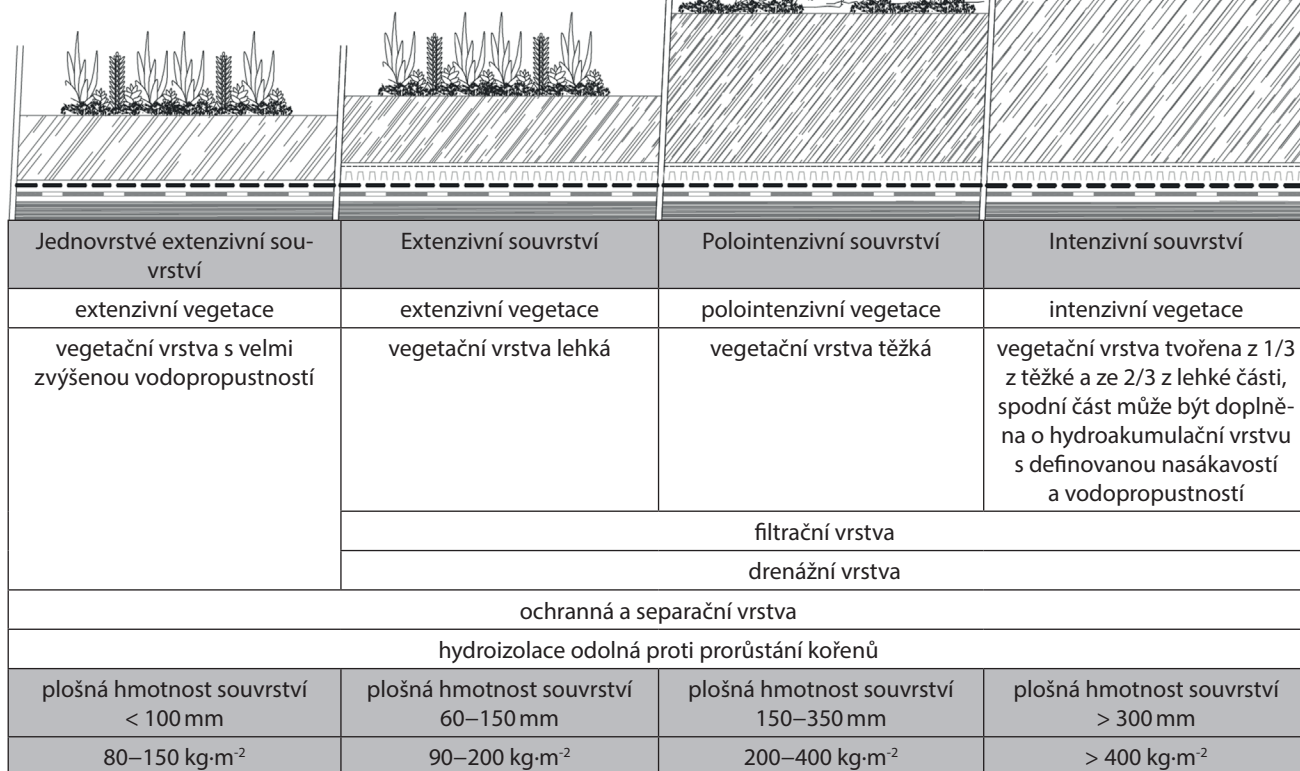 Jednovrstvé extenzivní sou-
vrství
Extenzivní souvrství
Polointenzivní souvrství
Intenzivní souvrství
extenzivní vegetace
extenzivní vegetace
polointenzivní vegetace
intenzivní vegetace
vegetační vrstva s velmi
zvýšenou vodopropustností
vegetační vrstva lehká
vegetační vrstva těžká
vegetační vrstva tvořena z 1/3
z těžké a ze 2/3 z lehké části,
spodní část může být doplně-
na o hydroakumulační vrstvu
s definovanou nasákavostí
a vodopropustností
filtrační vrstva
drenážní vrstva
ochranná a separační vrstva
hydroizolace odolná proti prorůstání kořenů
plošná hmotnost souvrství
< 100 mm
plošná hmotnost souvrství
60–150 mm
plošná hmotnost souvrství
150–350 mm
plošná hmotnost souvrství
> 300 mm
80–150 kg·m⁻²
90–200 kg·m⁻²
200–400 kg·m⁻²
> 400 kg·m⁻²